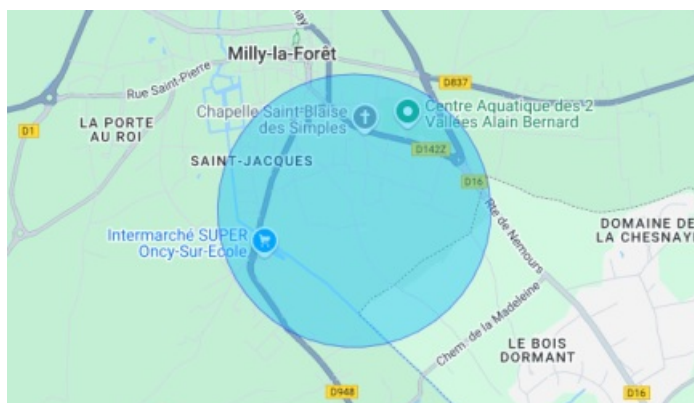 Milly-la-Forêt
D837
Rue Saint-Pierre
Chapelle Saint-Blaise
des Simples
Centre Aquatique des 2
Vallées Alain Bernard
D1
LA PORTE
AU ROI
D142Z
SAINT-JACQUES
D16
Rte de Nemours
DOMAINE DE
LA CHESNAYE
Intermarché SUPER
Oncy-Sur-École
Chem. de la Madeleine
LE BOIS
DORMANT
D948
D16